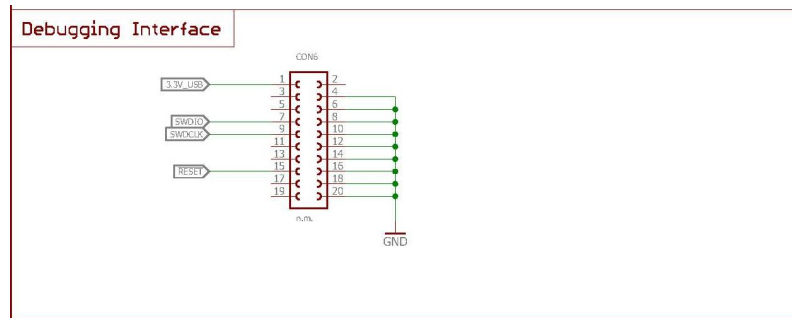 Debugging Interface
CON6
3.3V_USB 1 2
3 4
5 6
SWDIO 7 8
SWDCLK 9 10
11 12
13 14
RESET 15 16
17 18
19 20
n.m.
GND